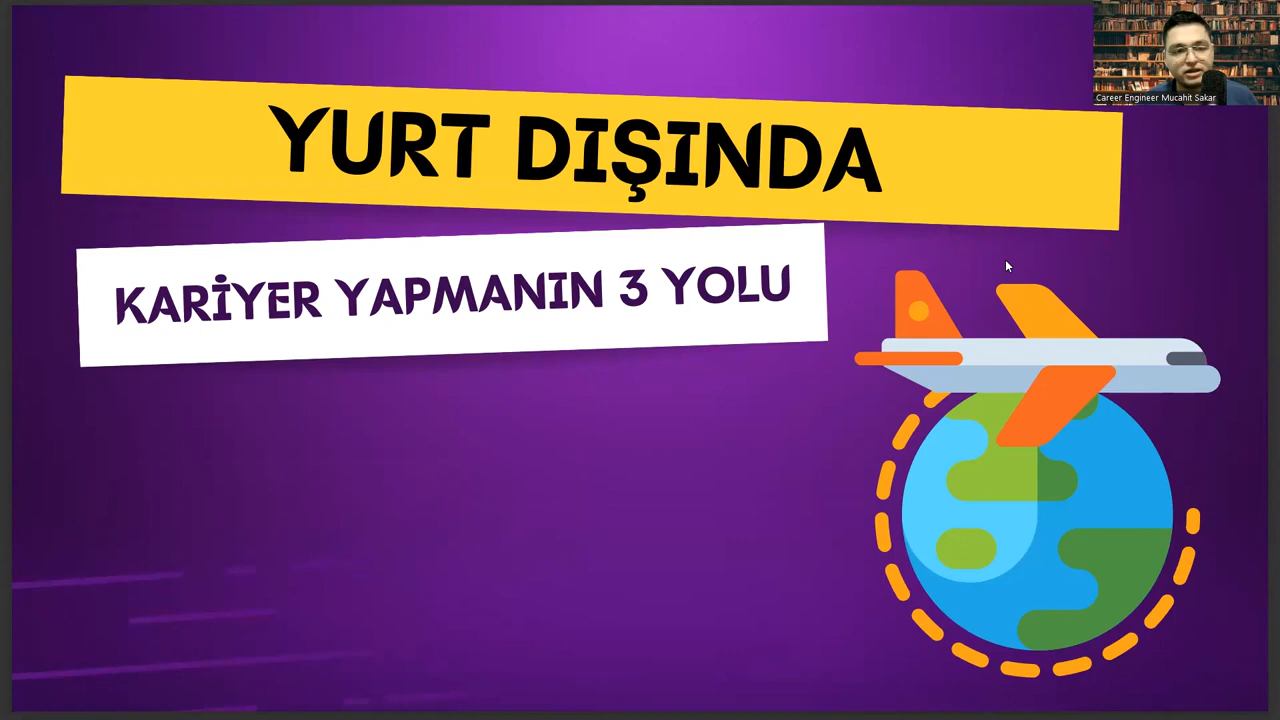 Career Engineer Mucahit Sakar
YURT DIŞINDA
KARİYER YAPMANIN 3 YOLU